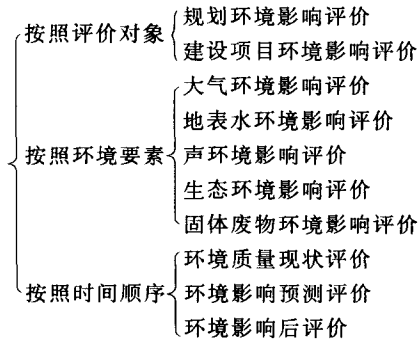 按照评价对象
规划环境影响评价
建设项目环境影响评价
按照环境要素
大气环境影响评价
地表水环境影响评价
声环境影响评价
生态环境影响评价
固体废物环境影响评价
按照时间顺序
环境质量现状评价
环境影响预测评价
环境影响后评价